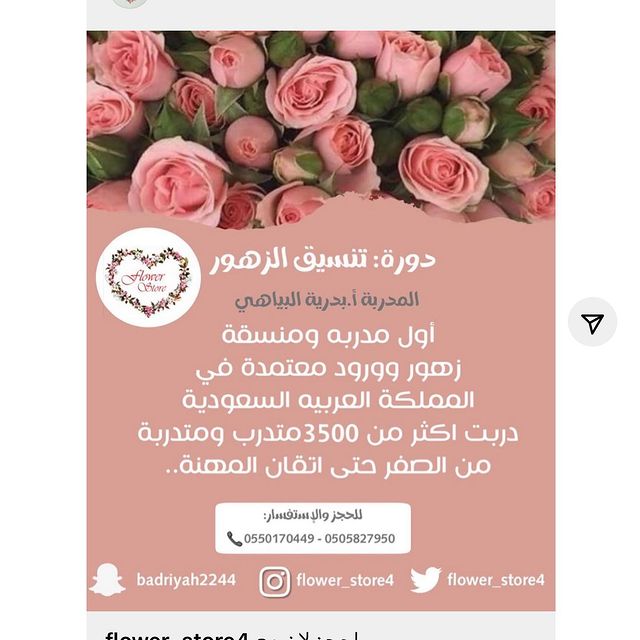 دورة: تنسيق الزهور
Flower
Store
المدربة أ.بدرية البياهي
أول مدربه ومنسقة
زهور وورود معتمدة في
المملكة العربيه السعودية
دربت اكثر من 3500متدرب ومتدربة
من الصفر حتى اتقان المهنة..
للحجز والإستفسار:
0550170449 - 0505827950
badriyah2244
flower_store4
flower_store4